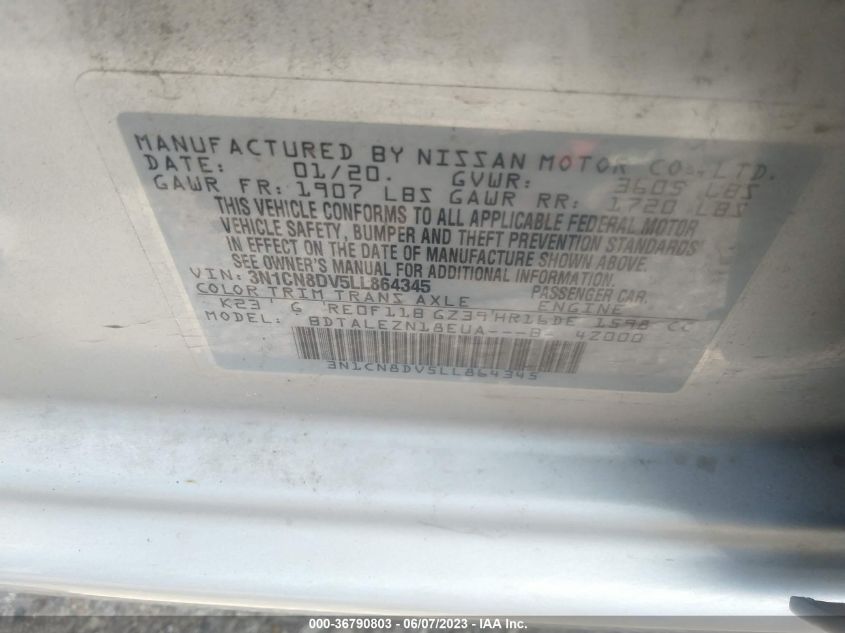 MANUFACTURED BY NISSAN MOTOR CO., LTD.
DATE: 01/20. GVWR: 3605 LBS
GAWR FR: 1907 LBS GAWR RR: 1720 LBS
THIS VEHICLE CONFORMS TO ALL APPLICABLE FEDERAL MOTOR
VEHICLE SAFETY, BUMPER AND THEFT PREVENTION STANDARDS
IN EFFECT ON THE DATE OF MANUFACTURE SHOWN ABOVE.
SEE OWNER'S MANUAL FOR ADDITIONAL INFORMATION.
VIN: 3N1CN8DV5LL864345 PASSENGER CAR.
COLOR TRIM TRANS AXLE ENGINE
K23 G RE0F11B GZ39 HR16DE 1598 CC
BDTALEZN18EUA---B- 4Z000
3N1CN8DV5LL864345
000-36790803 - 06/07/2023 - IAA Inc.